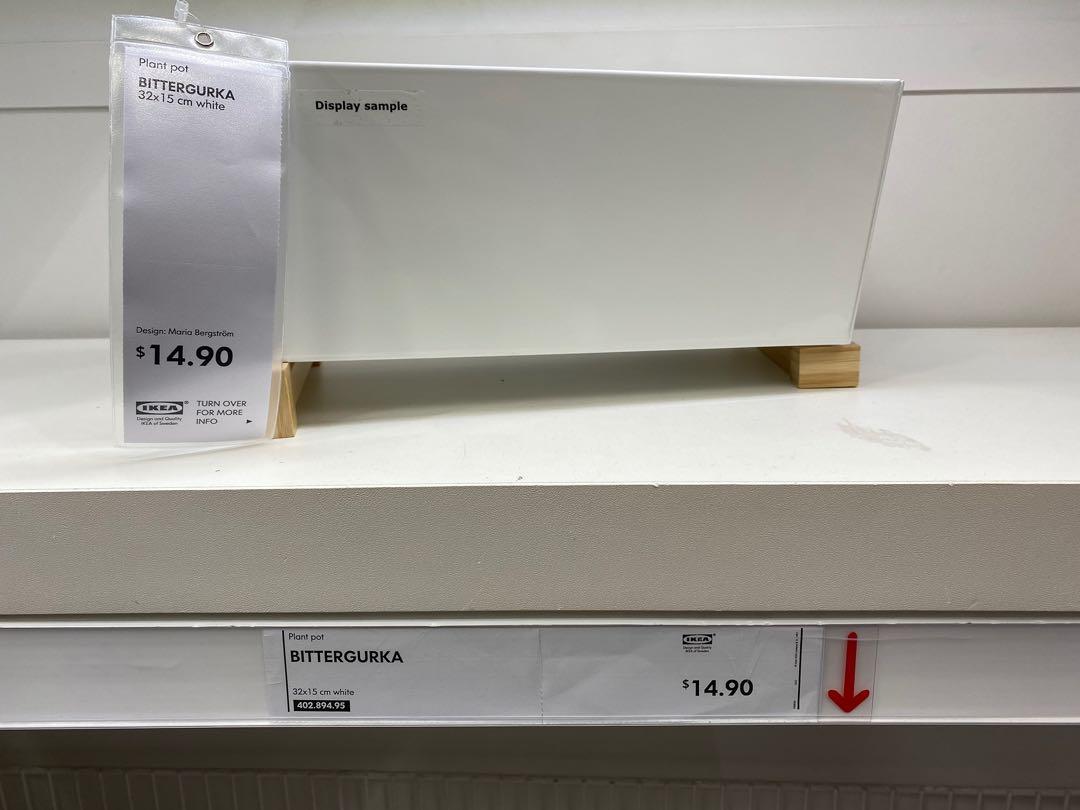 Plant pot
BITTERGURKA
32x15 cm white
Design: Maria Bergström
$14.90
IKEA®
Design and Quality
IKEA of Sweden
TURN OVER
FOR MORE
INFO
Display sample
Plant pot
BITTERGURKA
32x15 cm white
402.894.95
IKEA®
Design and Quality
IKEA of Sweden
$14.90